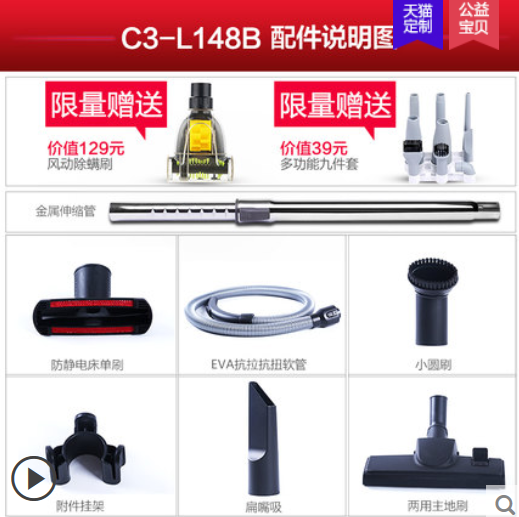 C3-L148B 配件说明图
天猫
定制
公益
宝贝
限量赠送
价值129元
风动除螨刷
限量赠送
价值39元
多功能九件套
金属伸缩管
防静电床单刷
EVA抗拉抗扭软管
小圆刷
附件挂架
扁嘴吸
两用主地刷